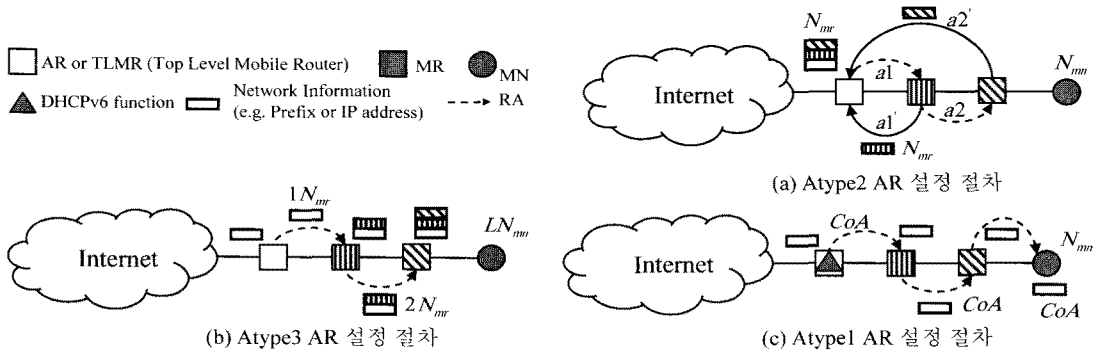 AR or TLMR (Top Level Mobile Router)
MR
MN
DHCPv6 function
Network Information
(e.g. Prefix or IP address)
RA
N_mr
a2'
a1
N_mn
Internet
a1'
a2
N_mr
(a) Atype2 AR 설정 절차
1N_mr
LN_mn
Internet
2N_mr
(b) Atype3 AR 설정 절차
CoA
N_mn
Internet
CoA
CoA
(c) Atype1 AR 설정 절차